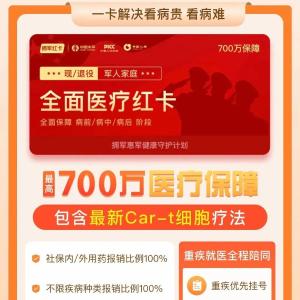 一卡解决看病贵 看病难
拥军红卡
PICC
700万保障
现/退役 军人家庭
全面医疗红卡
全面保障 病前/病中/病后 阶段
拥军惠军健康守护计划
最高700万医疗保障
包含最新Car-t细胞疗法
社保内/外用药报销比例100%
不限疾病种类报销比例100%
重疾就医全程陪同
重疾优先挂号